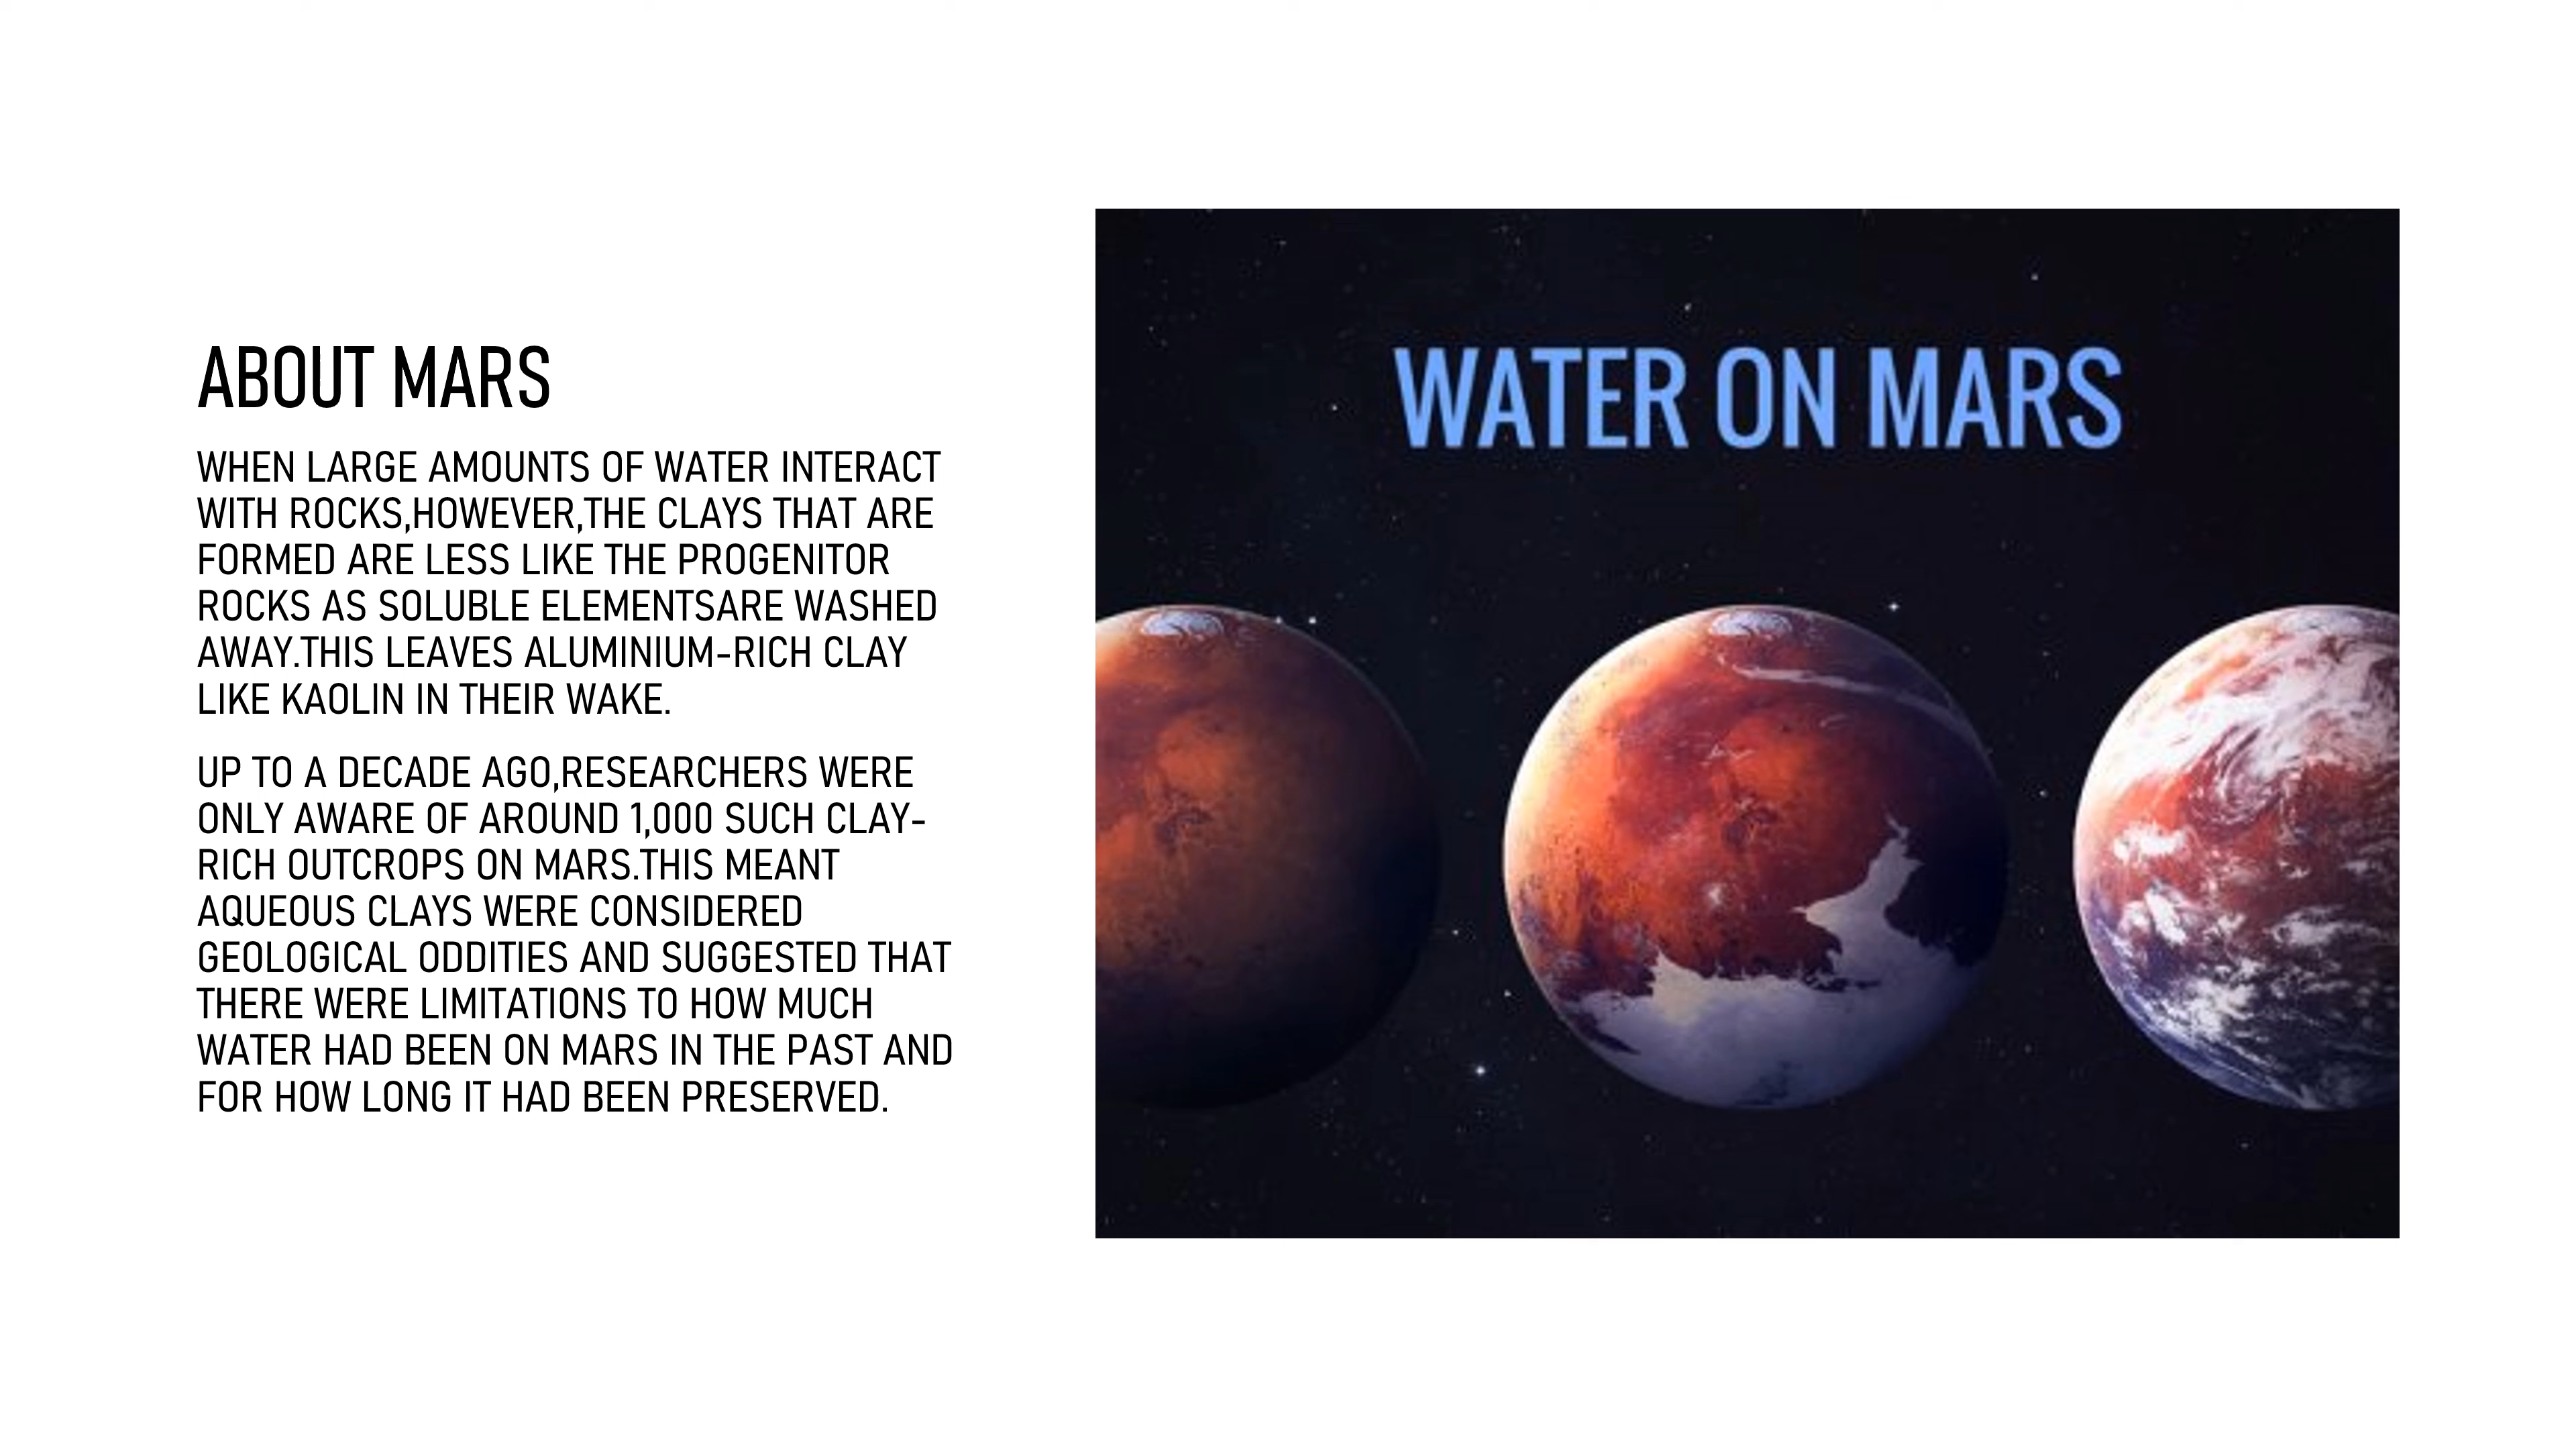 ABOUT MARS
WHEN LARGE AMOUNTS OF WATER INTERACT
WITH ROCKS,HOWEVER,THE CLAYS THAT ARE
FORMED ARE LESS LIKE THE PROGENITOR
ROCKS AS SOLUBLE ELEMENTSARE WASHED
AWAY.THIS LEAVES ALUMINIUM-RICH CLAY
LIKE KAOLIN IN THEIR WAKE.
UP TO A DECADE AGO,RESEARCHERS WERE
ONLY AWARE OF AROUND 1,000 SUCH CLAY-
RICH OUTCROPS ON MARS.THIS MEANT
AQUEOUS CLAYS WERE CONSIDERED
GEOLOGICAL ODDITIES AND SUGGESTED THAT
THERE WERE LIMITATIONS TO HOW MUCH
WATER HAD BEEN ON MARS IN THE PAST AND
FOR HOW LONG IT HAD BEEN PRESERVED.
WATER ON MARS